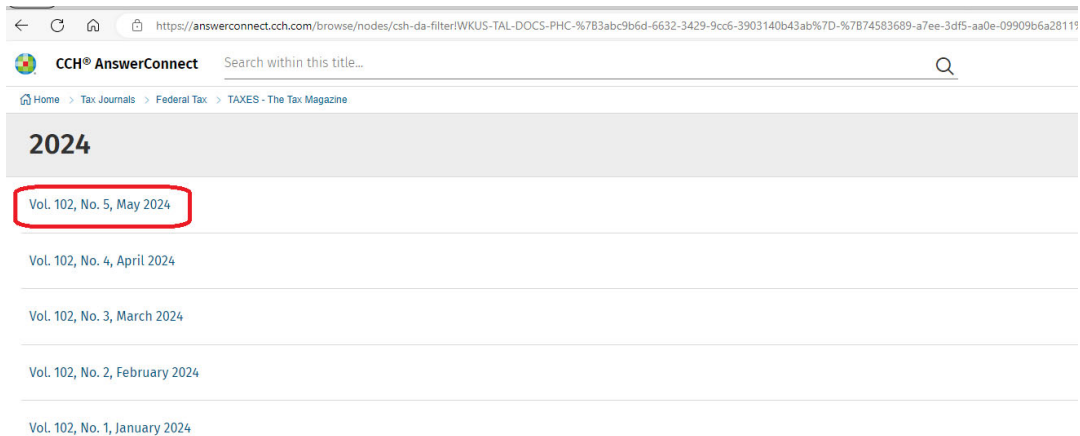 https://answerconnect.cch.com/browse/nodes/csh-da-filter!WKUS-TAL-DOCS-PHC-%7B3abc9b6d-6632-3429-9cc6-3903140b43ab%7D-%7B74583689-a7ee-3df5-aa0e-09909b6a2811%
CCH® AnswerConnect Search within this title...
Home > Tax Journals > Federal Tax > TAXES - The Tax Magazine
2024
Vol. 102, No. 5, May 2024
Vol. 102, No. 4, April 2024
Vol. 102, No. 3, March 2024
Vol. 102, No. 2, February 2024
Vol. 102, No. 1, January 2024